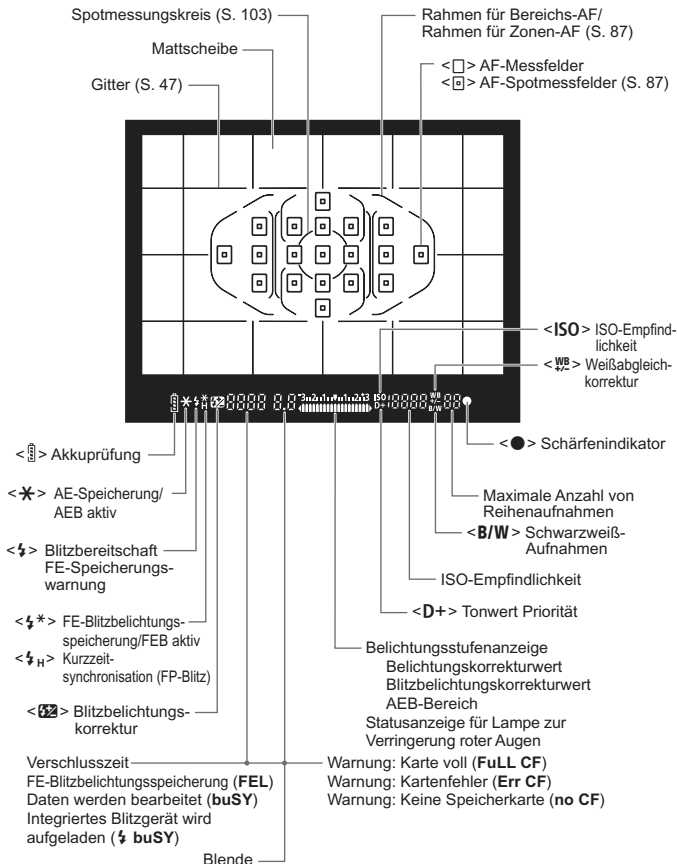 Spotmessungskreis (S. 103)
Mattscheibe
Gitter (S. 47)
Rahmen für Bereichs-AF/
Rahmen für Zonen-AF (S. 87)
<□> AF-Messfelder
<▫> AF-Spotmessfelder (S. 87)
<ISO> ISO-Empfind-
lichkeit
<WB +/-> Weißabgleich-
korrektur
<●> Schärfenindikator
Maximale Anzahl von
Reihenaufnahmen
<B/W> Schwarzweiß-
Aufnahmen
ISO-Empfindlichkeit
<D+> Tonwert Priorität
Belichtungsstufenanzeige
Belichtungskorrekturwert
Blitzbelichtungskorrekturwert
AEB-Bereich
Statusanzeige für Lampe zur
Verringerung roter Augen
Warnung: Karte voll (FuLL CF)
Warnung: Kartenfehler (Err CF)
Warnung: Keine Speicherkarte (no CF)
< > Akkuprüfung
<✱> AE-Speicherung/
AEB aktiv
<⚡> Blitzbereitschaft
FE-Speicherungs-
warnung
<⚡*> FE-Blitzbelichtungs-
speicherung/FEB aktiv
<⚡H> Kurzzeit-
synchronisation (FP-Blitz)
< > Blitzbelichtungs-
korrektur
Verschlusszeit
FE-Blitzbelichtungsspeicherung (FEL)
Daten werden bearbeitet (buSY)
Integriertes Blitzgerät wird
aufgeladen (⚡ buSY)
Blende